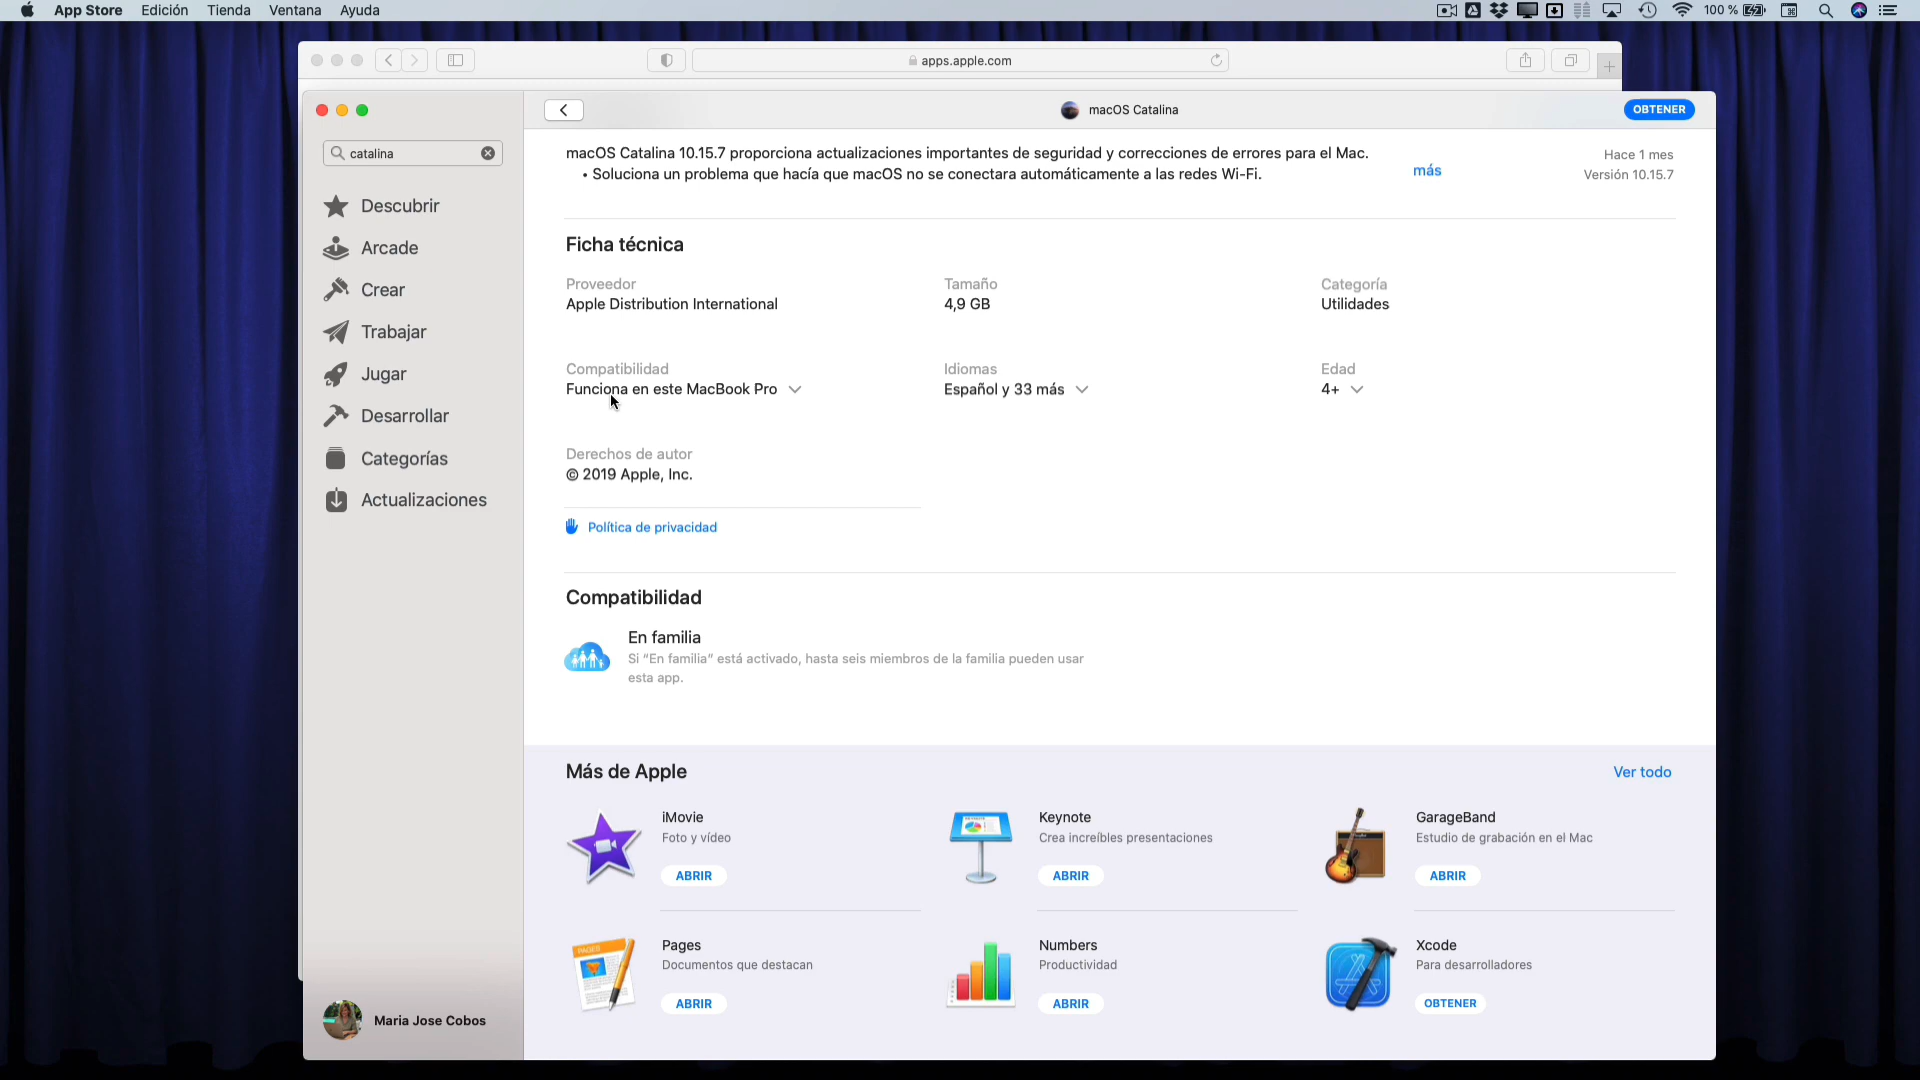 App Store Edición Tienda Ventana Ayuda
100 %
apps.apple.com
macOS Catalina
OBTENER
catalina
Descubrir
Arcade
Crear
Trabajar
Jugar
Desarrollar
Categorías
Actualizaciones
Maria Jose Cobos
macOS Catalina 10.15.7 proporciona actualizaciones importantes de seguridad y correcciones de errores para el Mac.
• Soluciona un problema que hacía que macOS no se conectara automáticamente a las redes Wi-Fi.
más
Hace 1 mes
Versión 10.15.7
Ficha técnica
Proveedor
Apple Distribution International
Tamaño
4,9 GB
Categoría
Utilidades
Compatibilidad
Funciona en este MacBook Pro
Idiomas
Español y 33 más
Edad
4+
Derechos de autor
© 2019 Apple, Inc.
Política de privacidad
Compatibilidad
En familia
Si "En familia" está activado, hasta seis miembros de la familia pueden usar
esta app.
Más de Apple
Ver todo
iMovie
Foto y vídeo
ABRIR
Keynote
Crea increíbles presentaciones
ABRIR
GarageBand
Estudio de grabación en el Mac
ABRIR
PAGES
Pages
Documentos que destacan
ABRIR
Numbers
Productividad
ABRIR
Xcode
Para desarrolladores
OBTENER